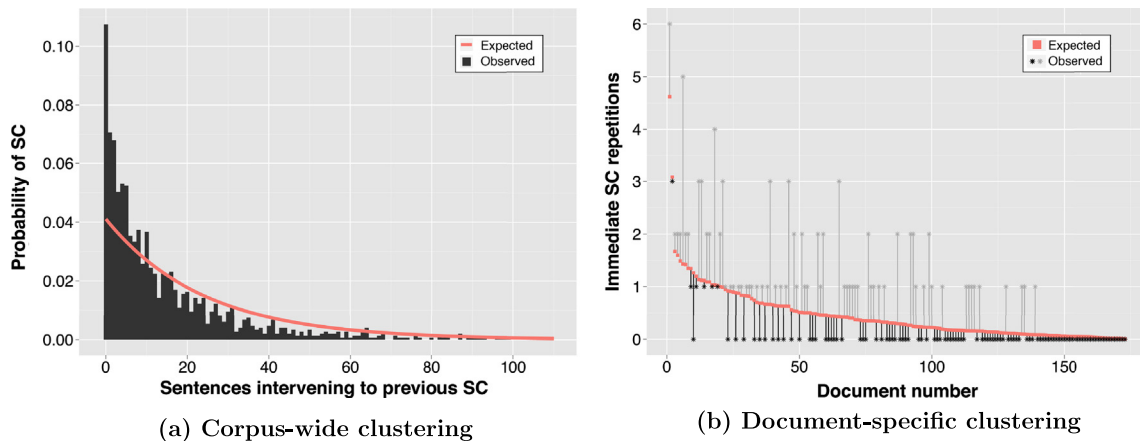 Probability of SC
0.10
0.08
0.06
0.04
0.02
0.00
Expected
Observed
0
20
40
60
80
100
Sentences intervening to previous SC
(a) Corpus-wide clustering
Immediate SC repetitions
6
5
4
3
2
1
0
Expected
Observed
0
50
100
150
Document number
(b) Document-specific clustering